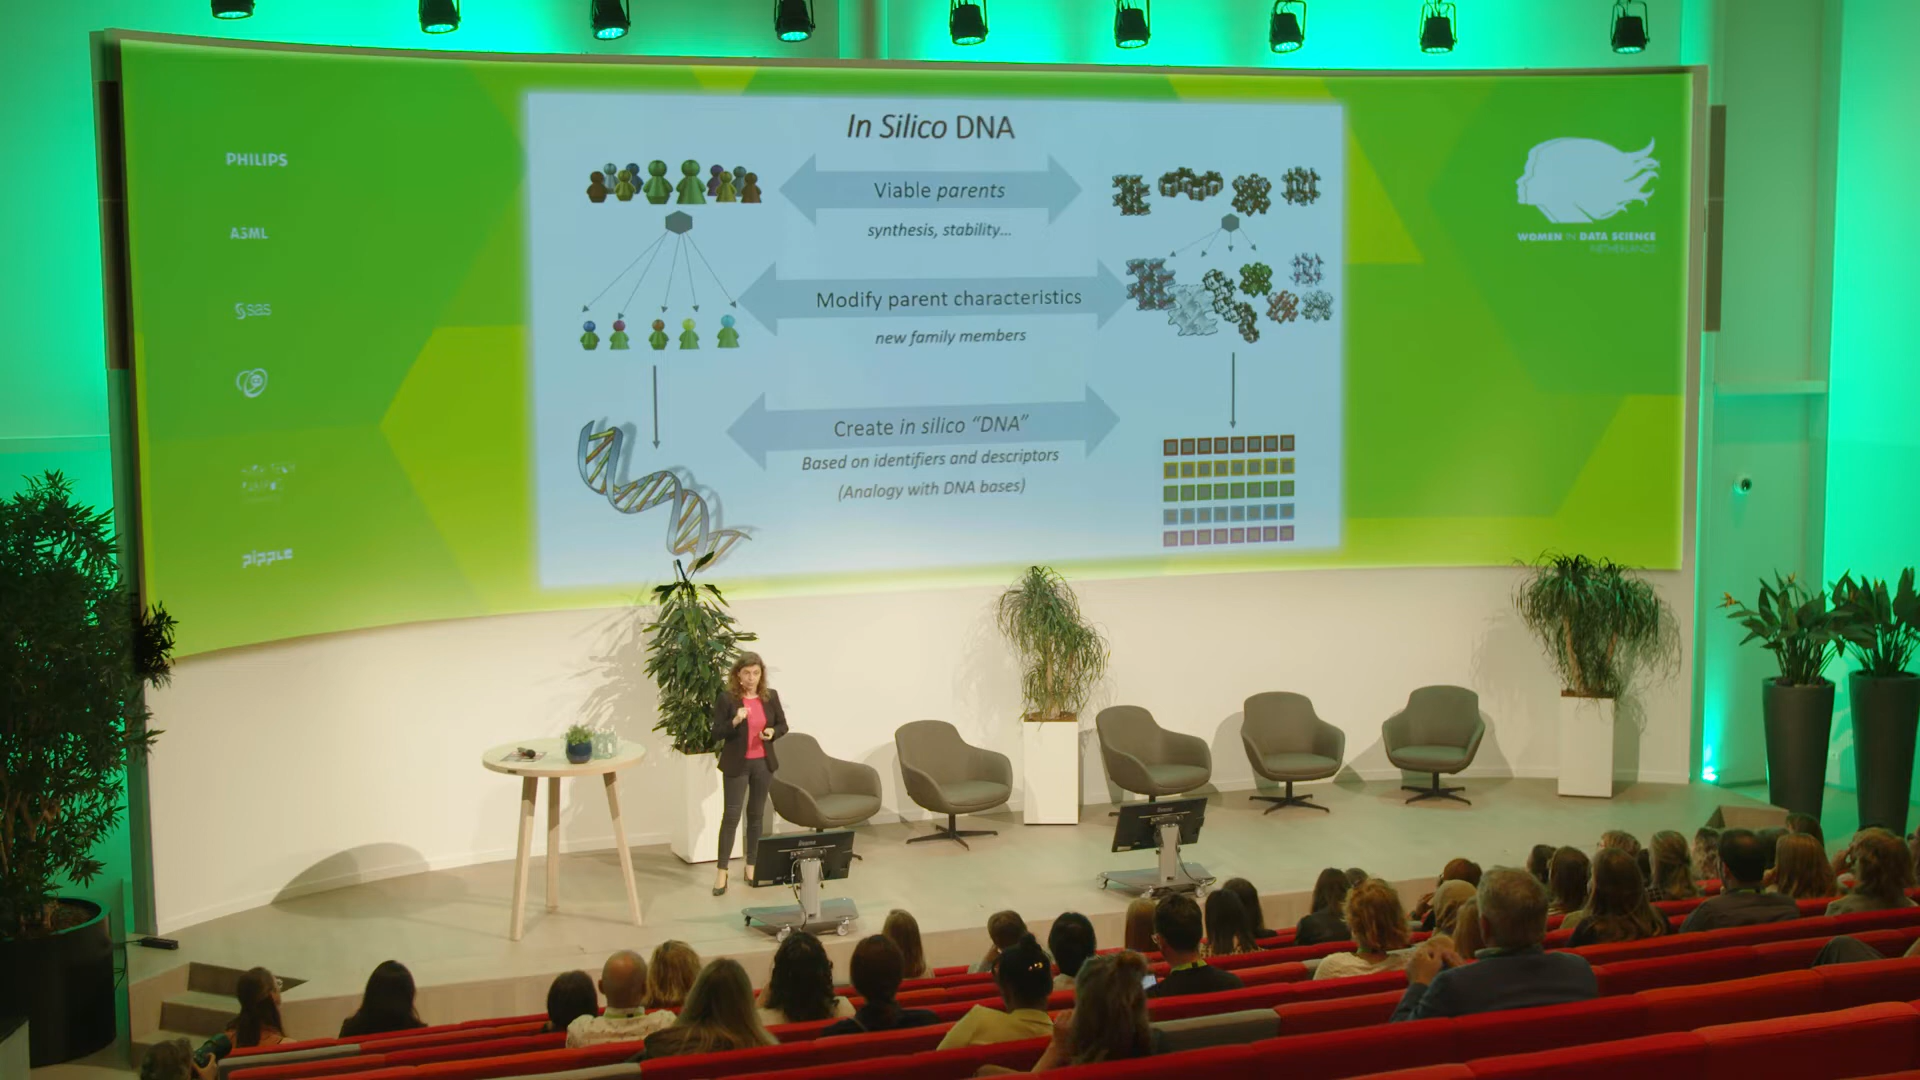 In Silico DNA
Viable parents
synthesis, stability...
Modify parent characteristics
new family members
Create in silico “DNA”
Based on identifiers and descriptors
(Analogy with DNA bases)
PHILIPS
ASML
sas
pipple
WOMEN IN DATA SCIENCE
NETHERLANDS